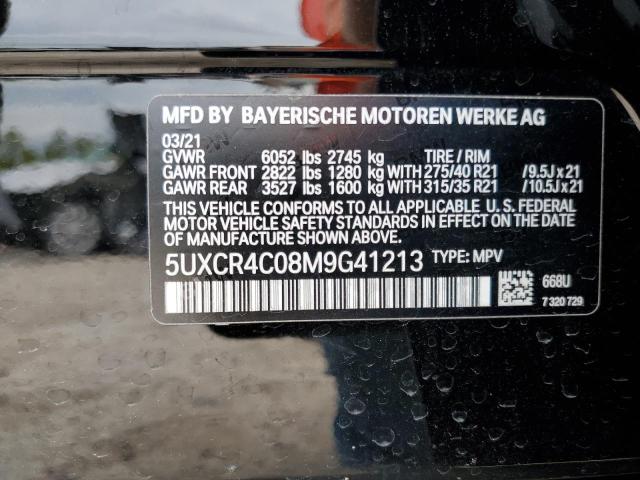 MFD BY BAYERISCHE MOTOREN WERKE AG
03/21
GVWR 6052 lbs 2745 kg TIRE / RIM
GAWR FRONT 2822 lbs 1280 kg WITH 275/40 R21 / 9.5J x 21
GAWR REAR 3527 lbs 1600 kg WITH 315/35 R21 / 10.5J x 21
THIS VEHICLE CONFORMS TO ALL APPLICABLE U. S. FEDERAL
MOTOR VEHICLE SAFETY STANDARDS IN EFFECT ON THE DATE
OF MANUFACTURE SHOWN ABOVE.
5UXCR4C08M9G41213 TYPE: MPV
668U
7 320 729